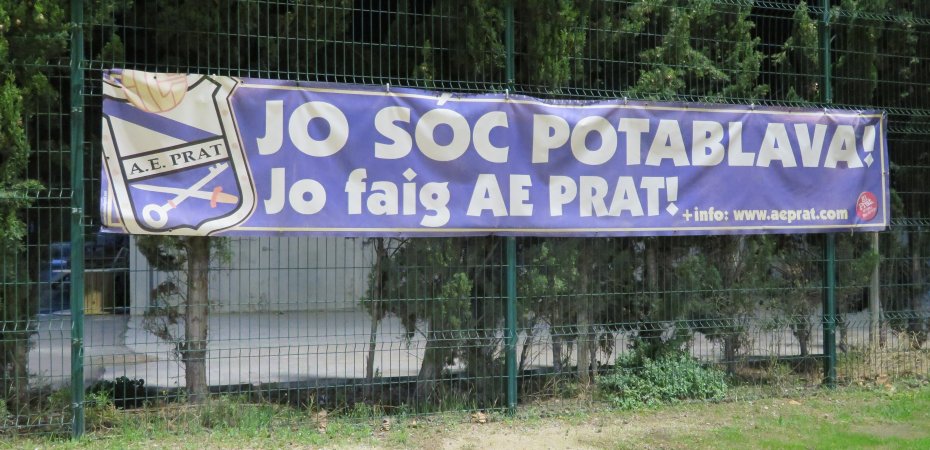 A.E. PRAT
JO SÓC POTABLAVA!
Jo faig AE PRAT!
+info: www.aeprat.com